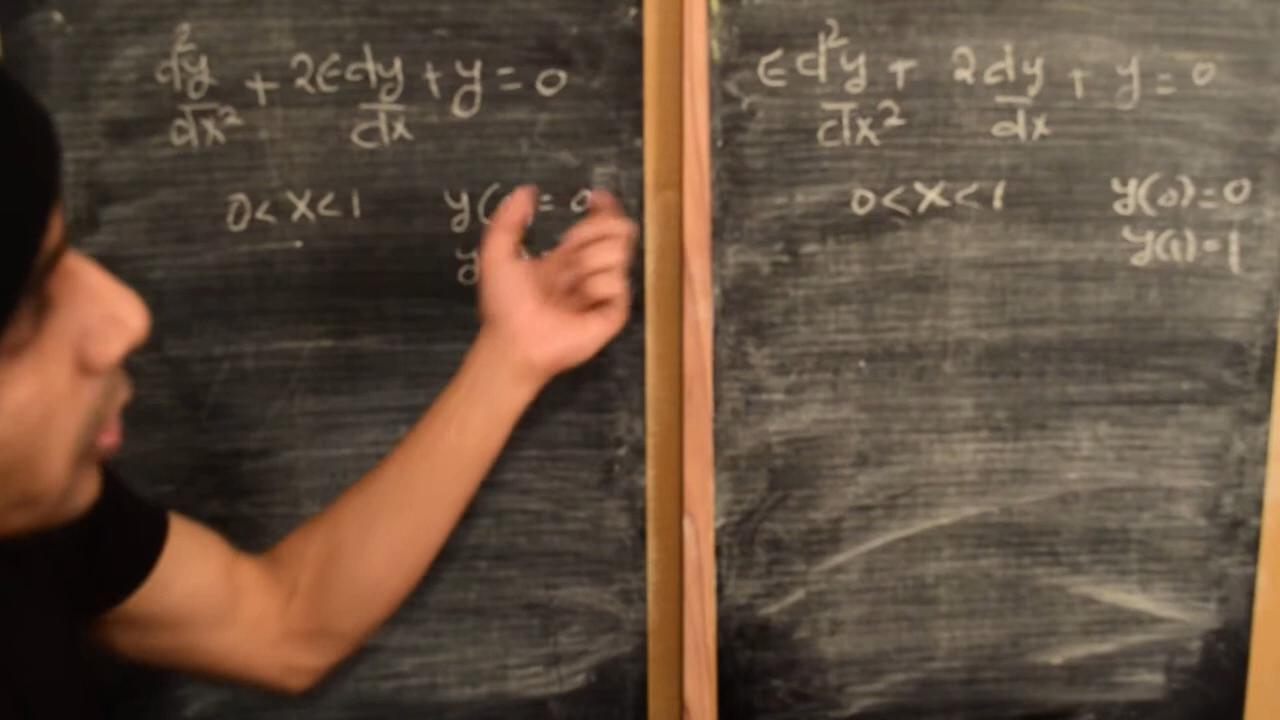 d²y/dx² + 2ϵ dy/dx + y = 0
0 < x < 1 y( = 0
y
ϵ d²y/dx² + 2 dy/dx + y = 0
0 < x < 1 y(0) = 0
y(1) = 1